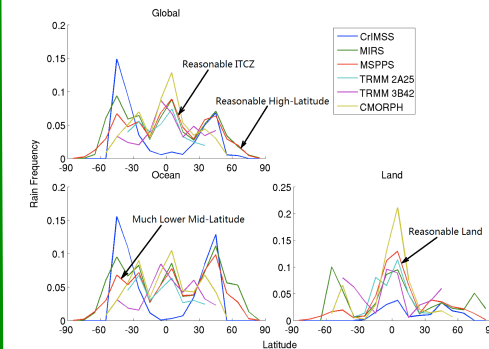 Global
0.2
0.15
0.1
0.05
0
-90 -60 -30 0 30 60 90
Reasonable ITCZ
Reasonable High-Latitude
CrIMSS
MIRS
MSPPS
TRMM 2A25
TRMM 3B42
CMORPH
Rain Frequency
Ocean
0.2
0.15
0.1
0.05
0
-90 -60 -30 0 30 60 90
Much Lower Mid-Latitude
Land
0.25
0.2
0.15
0.1
0.05
0
-90 -60 -30 0 30 60
Reasonable Land
Latitude